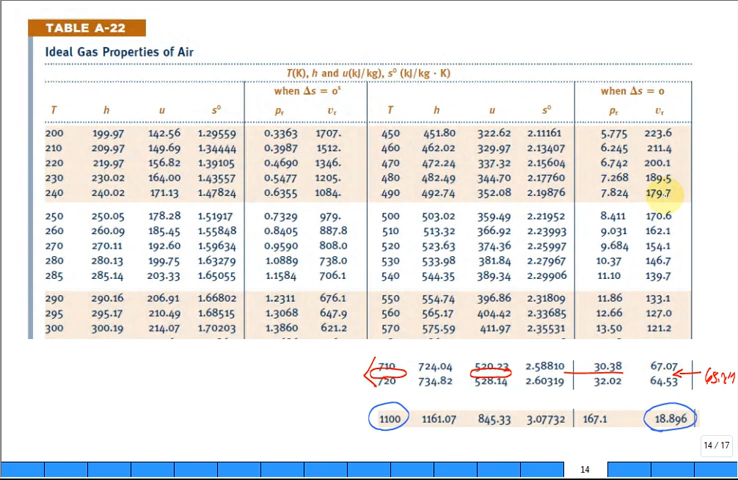 TABLE A-22
Ideal Gas Properties of Air
T(K), h and u(kJ/kg), s° (kJ/kg · K)
when Δs = 0¹ when Δs = 0
T h u s° pᵣ vᵣ T h u s° pᵣ vᵣ
200 199.97 142.56 1.29559 0.3363 1707. 450 451.80 322.62 2.11161 5.775 223.6
210 209.97 149.69 1.34444 0.3987 1512. 460 462.02 329.97 2.13407 6.245 211.4
220 219.97 156.82 1.39105 0.4690 1346. 470 472.24 337.32 2.15604 6.742 200.1
230 230.02 164.00 1.43557 0.5477 1205. 480 482.49 344.70 2.17760 7.268 189.5
240 240.02 171.13 1.47824 0.6355 1084. 490 492.74 352.08 2.19876 7.824 179.7
250 250.05 178.28 1.51917 0.7329 979. 500 503.02 359.49 2.21952 8.411 170.6
260 260.09 185.45 1.55848 0.8405 887.8 510 513.32 366.92 2.23993 9.031 162.1
270 270.11 192.60 1.59634 0.9590 808.0 520 523.63 374.36 2.25997 9.684 154.1
280 280.13 199.75 1.63279 1.0889 738.0 530 533.98 381.84 2.27967 10.37 146.7
285 285.14 203.33 1.65055 1.1584 706.1 540 544.35 389.34 2.29906 11.10 139.7
290 290.16 206.91 1.66802 1.2311 676.1 550 554.74 396.86 2.31809 11.86 133.1
295 295.17 210.49 1.68515 1.3068 647.9 560 565.17 404.42 2.33685 12.66 127.0
300 300.19 214.07 1.70203 1.3860 621.2 570 575.59 411.97 2.35531 13.50 121.2
710 724.04 520.23 2.58810 30.38 67.07
720 734.82 528.14 2.60319 32.02 64.53
1100 1161.07 845.33 3.07732 167.1 18.896
14 / 17
14